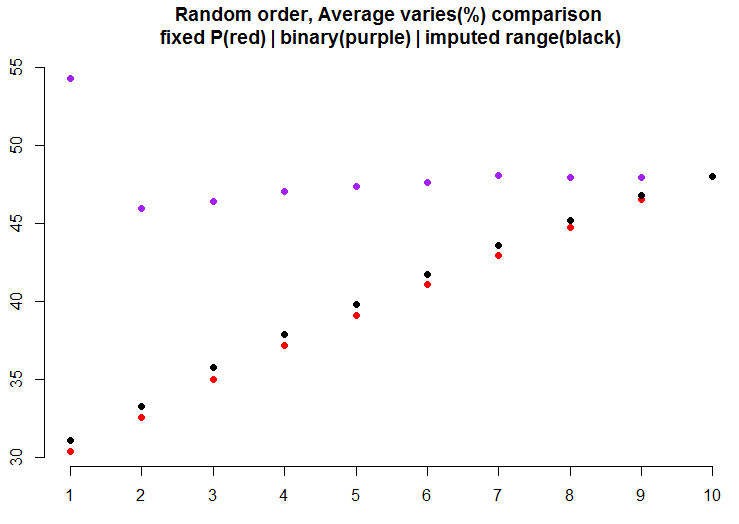 Random order, Average varies(%) comparison
fixed P(red) | binary(purple) | imputed range(black)
55
50
45
40
35
30
1 2 3 4 5 6 7 8 9 10